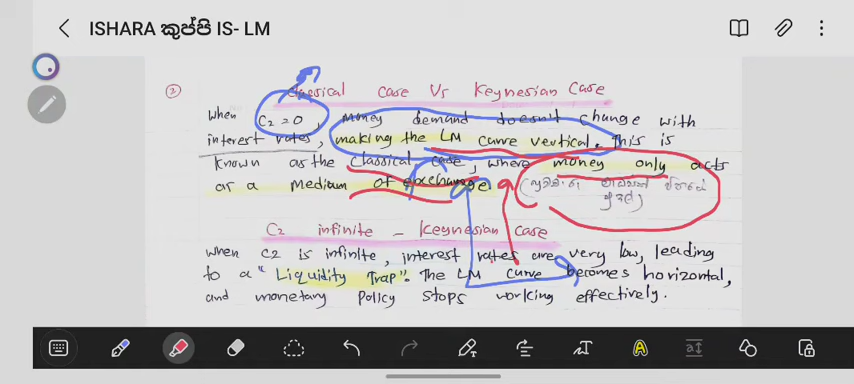 ISHARA කුප්පි IS- LM
② Classical case Vs Keynesian Case
When C2 = 0, money demand doesn't change with
interest rates, making the LM curve vertical. This is
known as the classical case, where money only acts
as a medium of exchange
C2 infinite - Keynesian CASE
When C2 is infinite, interest rates are very low, leading
to a "Liquidity Trap". The LM curve becomes horizontal,
and monetary policy stops working effectively.